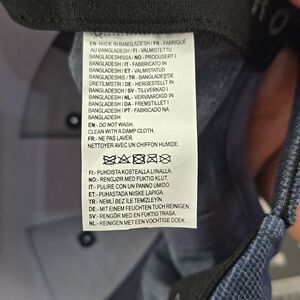 EN- MADE IN
BANGLADESH / FR - FABRIQUÉ
AU BANGLADESH / FI - VALMISTETTU
BANGLADESHISSA / NO - PRODUSERT I
BANGLADESH / IT - FABBRICATO IN
BANGLADESH / ET - VALMISTATUD
BANGLADESHIS / TR - BANGLADEŞ'DE
ÜRETILMIŞTIR / DE - HERGESTELLT IN
BANGLADESCH / SV - TILLVERKAD I
BANGLADESH / NL - VERVAARDIGD IN
BANGLADESH / DA - FREMSTILLET I
BANGLADESH / PT - FABRICADO EM
BANGLADESH
EN - DO NOT WASH.
CLEAN WITH A DAMP CLOTH.
FR - NE PAS LAVER.
NETTOYER AVEC UN CHIFFON HUMIDE.
FI - PUHDISTA KOSTEALLA LIINALLA.
NO - RENGJØR MED FUKTIG KLUT.
IT - PULIRE CON UN PANNO UMIDO.
ET - PUHASTADA NIISKE LAPIGA.
TR - NEMLİ BEZ İLE TEMİZLEYİN.
DE - MIT EINEM FEUCHTEN TUCH REINIGEN.
SV - RENGÖR MED EN FUKTIG TRASA.
NL - REINIGEN MET EEN VOCHTIGE DOEK.